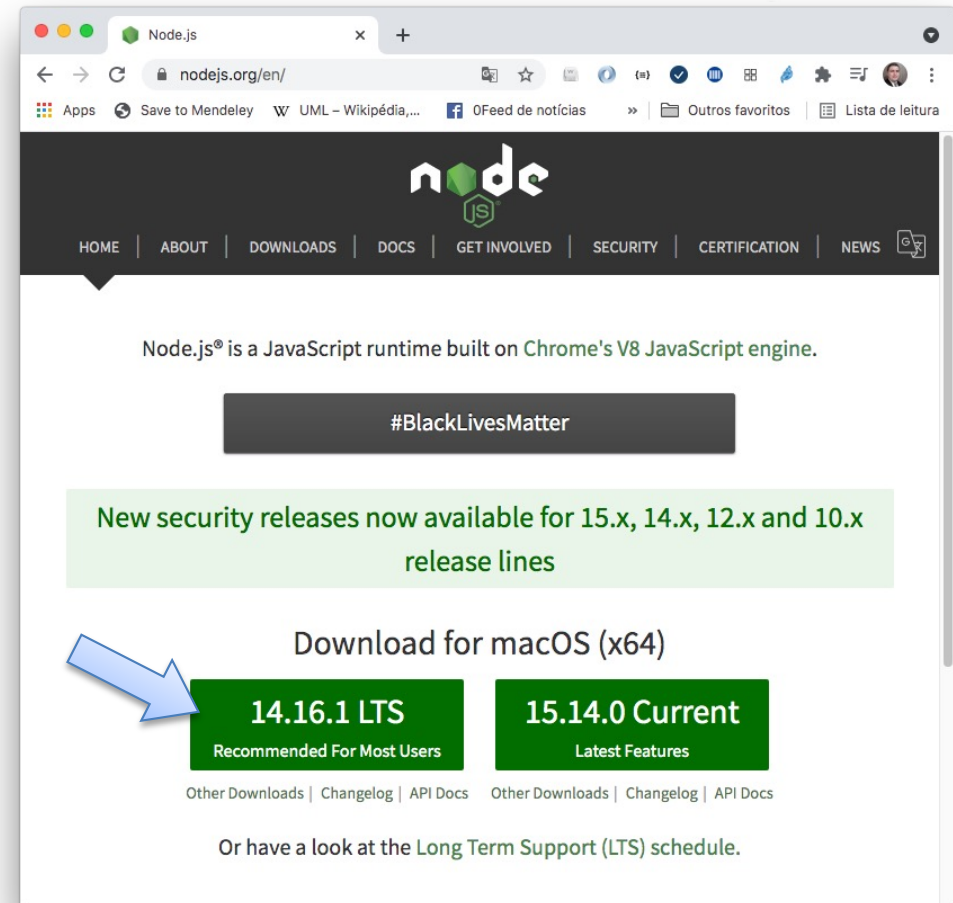 Node.js
nodejs.org/en/
Apps Save to Mendeley W UML – Wikipédia,... 0Feed de notícias » Outros favoritos Lista de leitura
node
JS
HOME | ABOUT | DOWNLOADS | DOCS | GET INVOLVED | SECURITY | CERTIFICATION | NEWS
Node.js® is a JavaScript runtime built on Chrome's V8 JavaScript engine.
#BlackLivesMatter
New security releases now available for 15.x, 14.x, 12.x and 10.x
release lines
Download for macOS (x64)
14.16.1 LTS 15.14.0 Current
Recommended For Most Users Latest Features
Other Downloads | Changelog | API Docs Other Downloads | Changelog | API Docs
Or have a look at the Long Term Support (LTS) schedule.